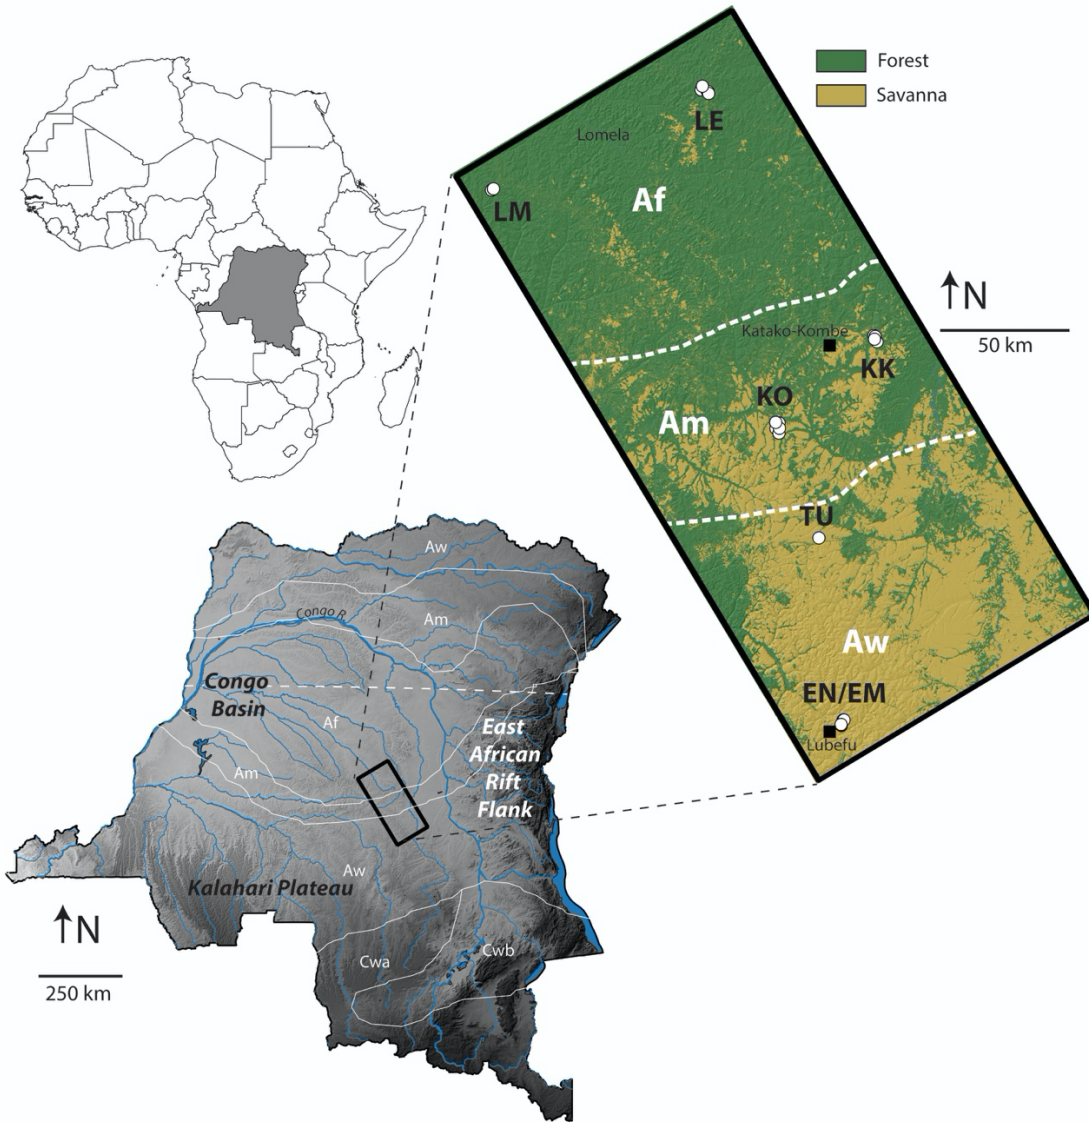 Forest
Savanna
LE
Lomela
Af
LM
↑N
50 km
Katako-Kombe
KK
KO
Am
TU
Aw
EN/EM
Lubefu
Aw
Congo R.
Am
Congo
Basin
Af
East
African
Rift
Flank
Am
Aw
Kalahari Plateau
↑N
Cwa
Cwb
250 km